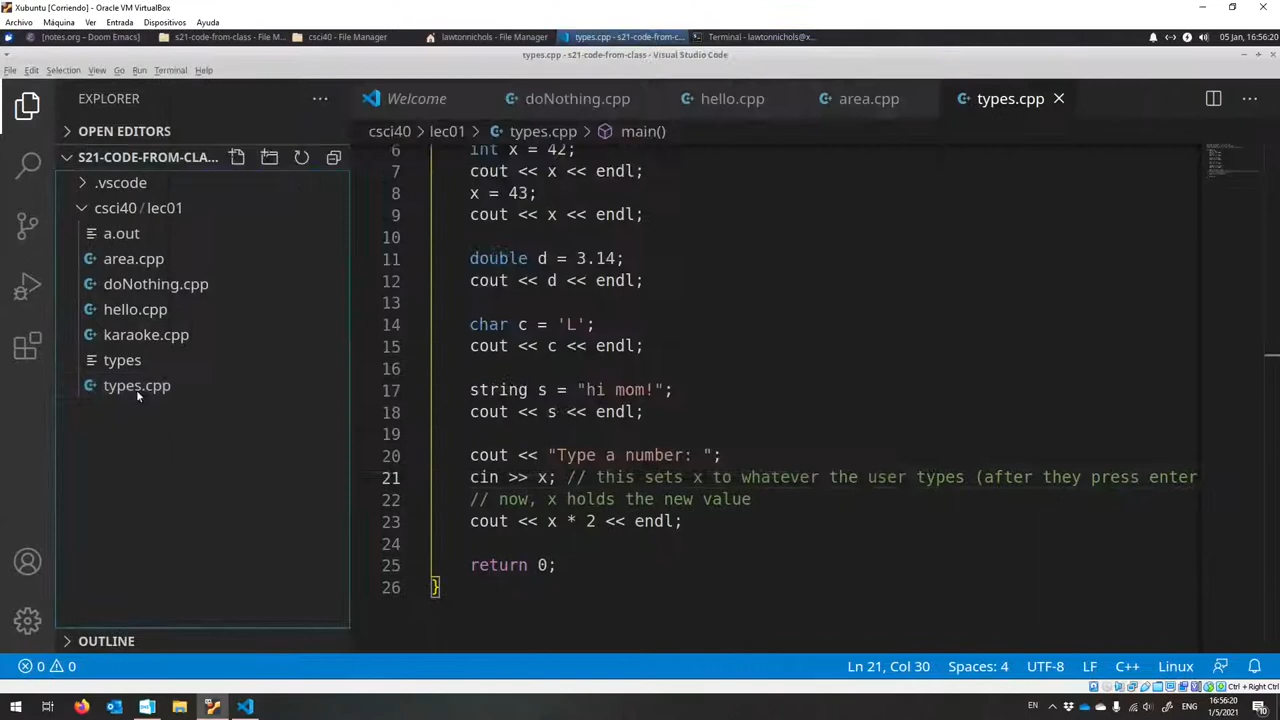 Xubuntu [Corriendo] - Oracle VM VirtualBox
Archivo Máquina Ver Entrada Dispositivos Ayuda
[notes.org - Doom Emacs] s21-code-from-class - File M... csci40 - File Manager lawtonnichols - File Manager types.cpp - s21-code-from-c... Terminal - lawtonnichols@x... 05 Jan, 16:56:20
types.cpp - s21-code-from-class - Visual Studio Code
File Edit Selection View Go Run Terminal Help
EXPLORER ... Welcome doNothing.cpp hello.cpp area.cpp types.cpp
OPEN EDITORS csci40 > lec01 > types.cpp > main()
S21-CODE-FROM-CLA...
.vscode
csci40 / lec01
a.out
area.cpp
doNothing.cpp
hello.cpp
karaoke.cpp
types
types.cpp
OUTLINE
6 int x = 42;
7 cout << x << endl;
8 x = 43;
9 cout << x << endl;
10
11 double d = 3.14;
12 cout << d << endl;
13
14 char c = 'L';
15 cout << c << endl;
16
17 string s = "hi mom!";
18 cout << s << endl;
19
20 cout << "Type a number: ";
21 cin >> x; // this sets x to whatever the user types (after they press enter
22 // now, x holds the new value
23 cout << x * 2 << endl;
24
25 return 0;
26 }
0 0 Ln 21, Col 30 Spaces: 4 UTF-8 LF C++ Linux
Ctrl + Right Ctrl
EN 16:56:20
1/5/2021